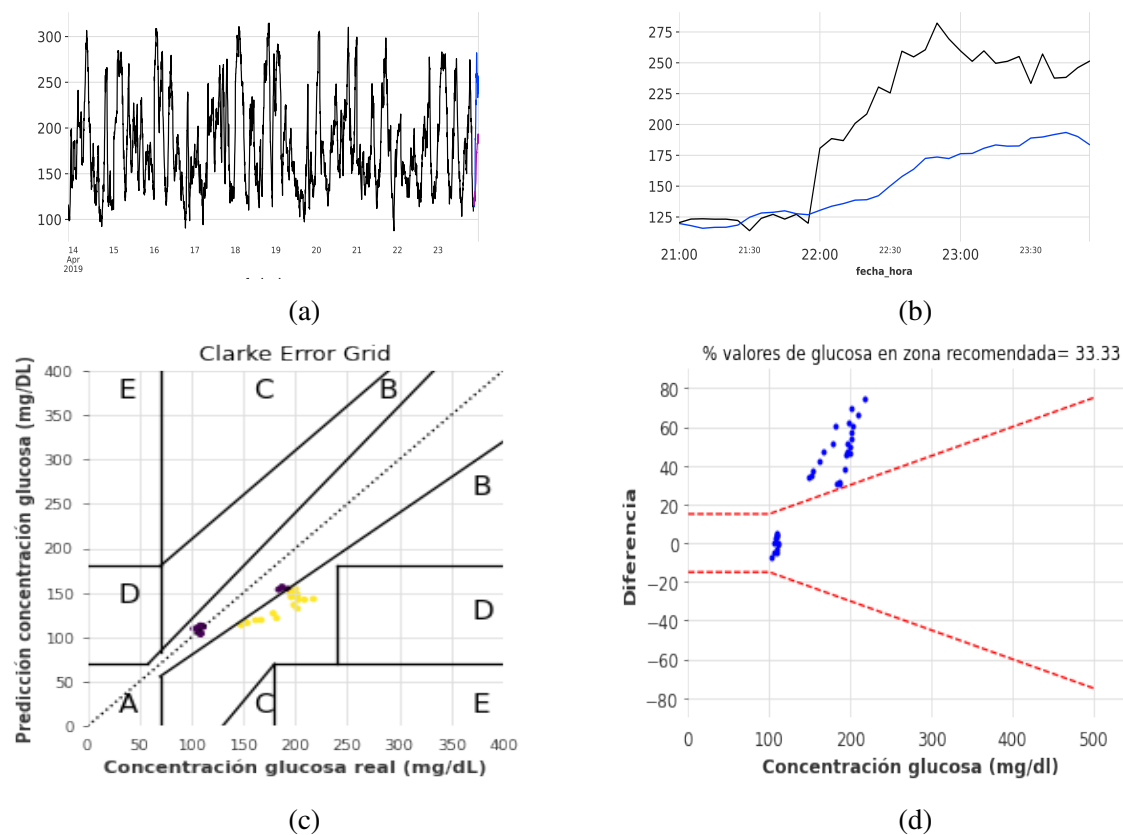 300
250
200
150
100
14 15 16 17 18 19 20 21 22 23
Apr
2019
(a)
275
250
225
200
175
150
125
21:00 21:30 22:00 22:30 23:00 23:30
fecha_hora
(b)
Clarke Error Grid
Predicción concentración glucosa (mg/DL)
400
350
300
250
200
150
100
50
0
E C B
B
D D
A C E
0 50 100 150 200 250 300 350 400
Concentración glucosa real (mg/dL)
(c)
% valores de glucosa en zona recomendada= 33.33
Diferencia
80
60
40
20
0
−20
−40
−60
−80
0 100 200 300 400 500
Concentración glucosa (mg/dl)
(d)